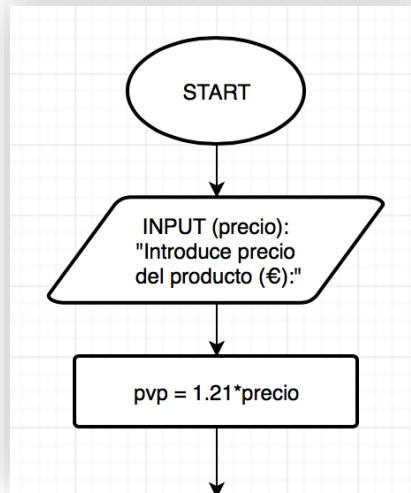 START
INPUT (precio):
"Introduce precio
del producto (€):"
pvp = 1.21*precio